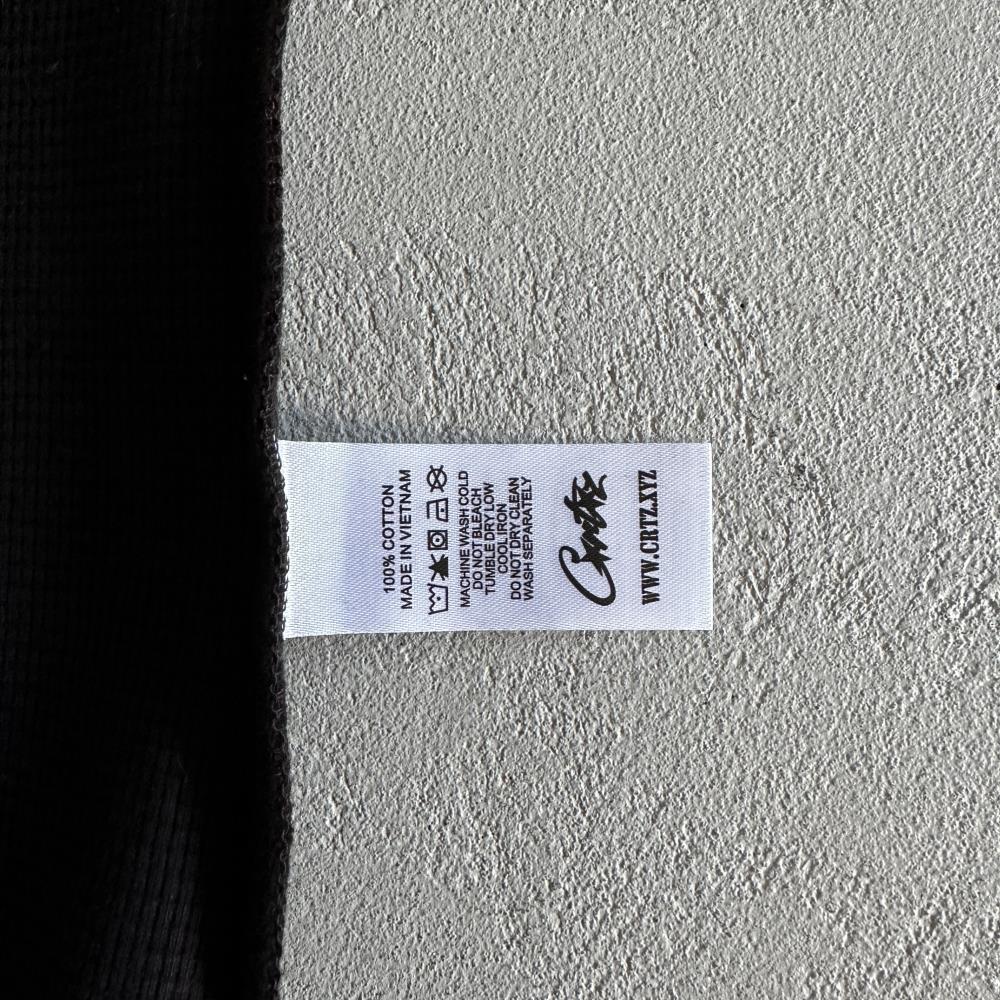 100% COTTON
MADE IN VIETNAM
MACHINE WASH COLD
DO NOT BLEACH
TUMBLE DRY LOW
COOL IRON
DO NOT DRY CLEAN
WASH SEPARATELY
Crtz
WWW.CRTZ.XYZ